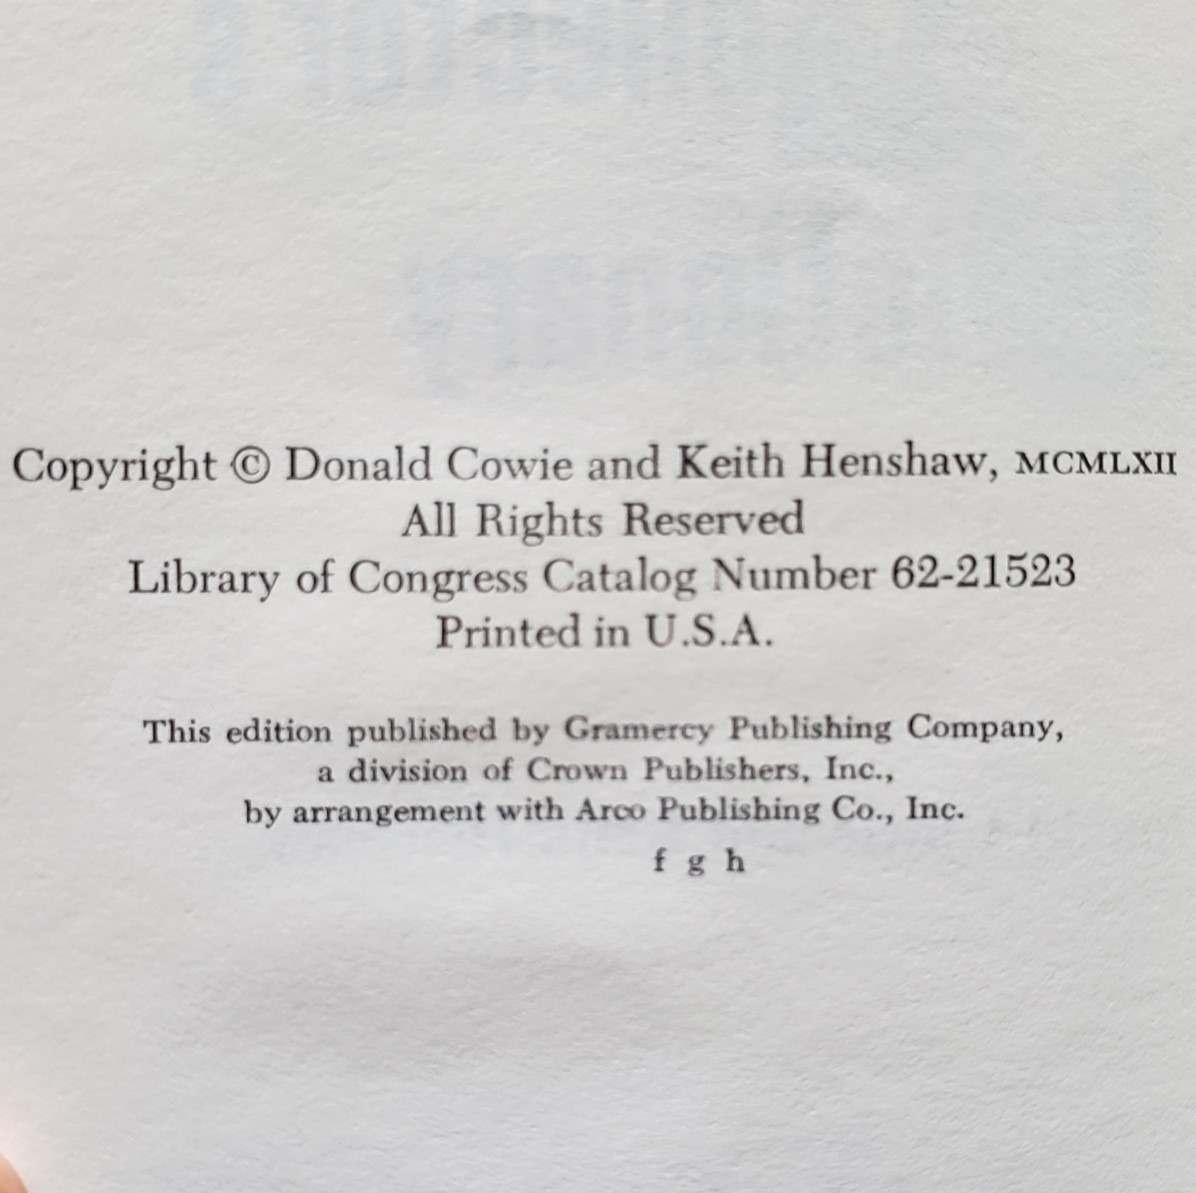 Copyright © Donald Cowie and Keith Henshaw, MCMLXII
All Rights Reserved
Library of Congress Catalog Number 62-21523
Printed in U.S.A.
This edition published by Gramercy Publishing Company,
a division of Crown Publishers, Inc.,
by arrangement with Arco Publishing Co., Inc.
f g h